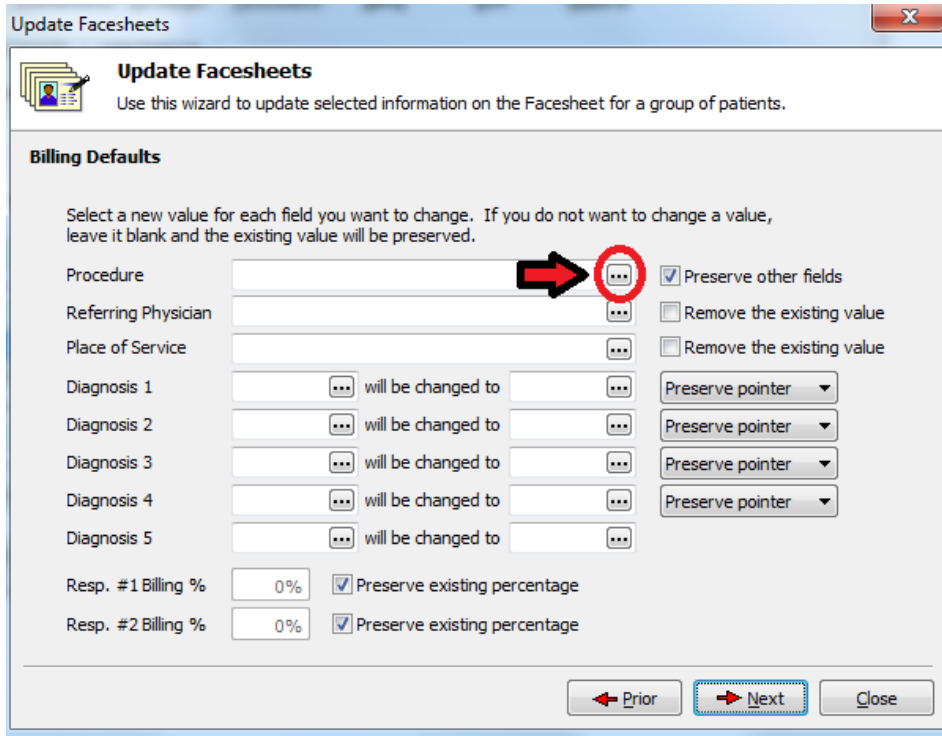 Update Facesheets
Update Facesheets
Use this wizard to update selected information on the Facesheet for a group of patients.
Billing Defaults
Select a new value for each field you want to change.  If you do not want to change a value,
leave it blank and the existing value will be preserved.
Procedure ... Preserve other fields
Referring Physician ... Remove the existing value
Place of Service ... Remove the existing value
Diagnosis 1 ... will be changed to ... Preserve pointer
Diagnosis 2 ... will be changed to ... Preserve pointer
Diagnosis 3 ... will be changed to ... Preserve pointer
Diagnosis 4 ... will be changed to ... Preserve pointer
Diagnosis 5 ... will be changed to ...
Resp. #1 Billing % 0% Preserve existing percentage
Resp. #2 Billing % 0% Preserve existing percentage
Prior Next Close